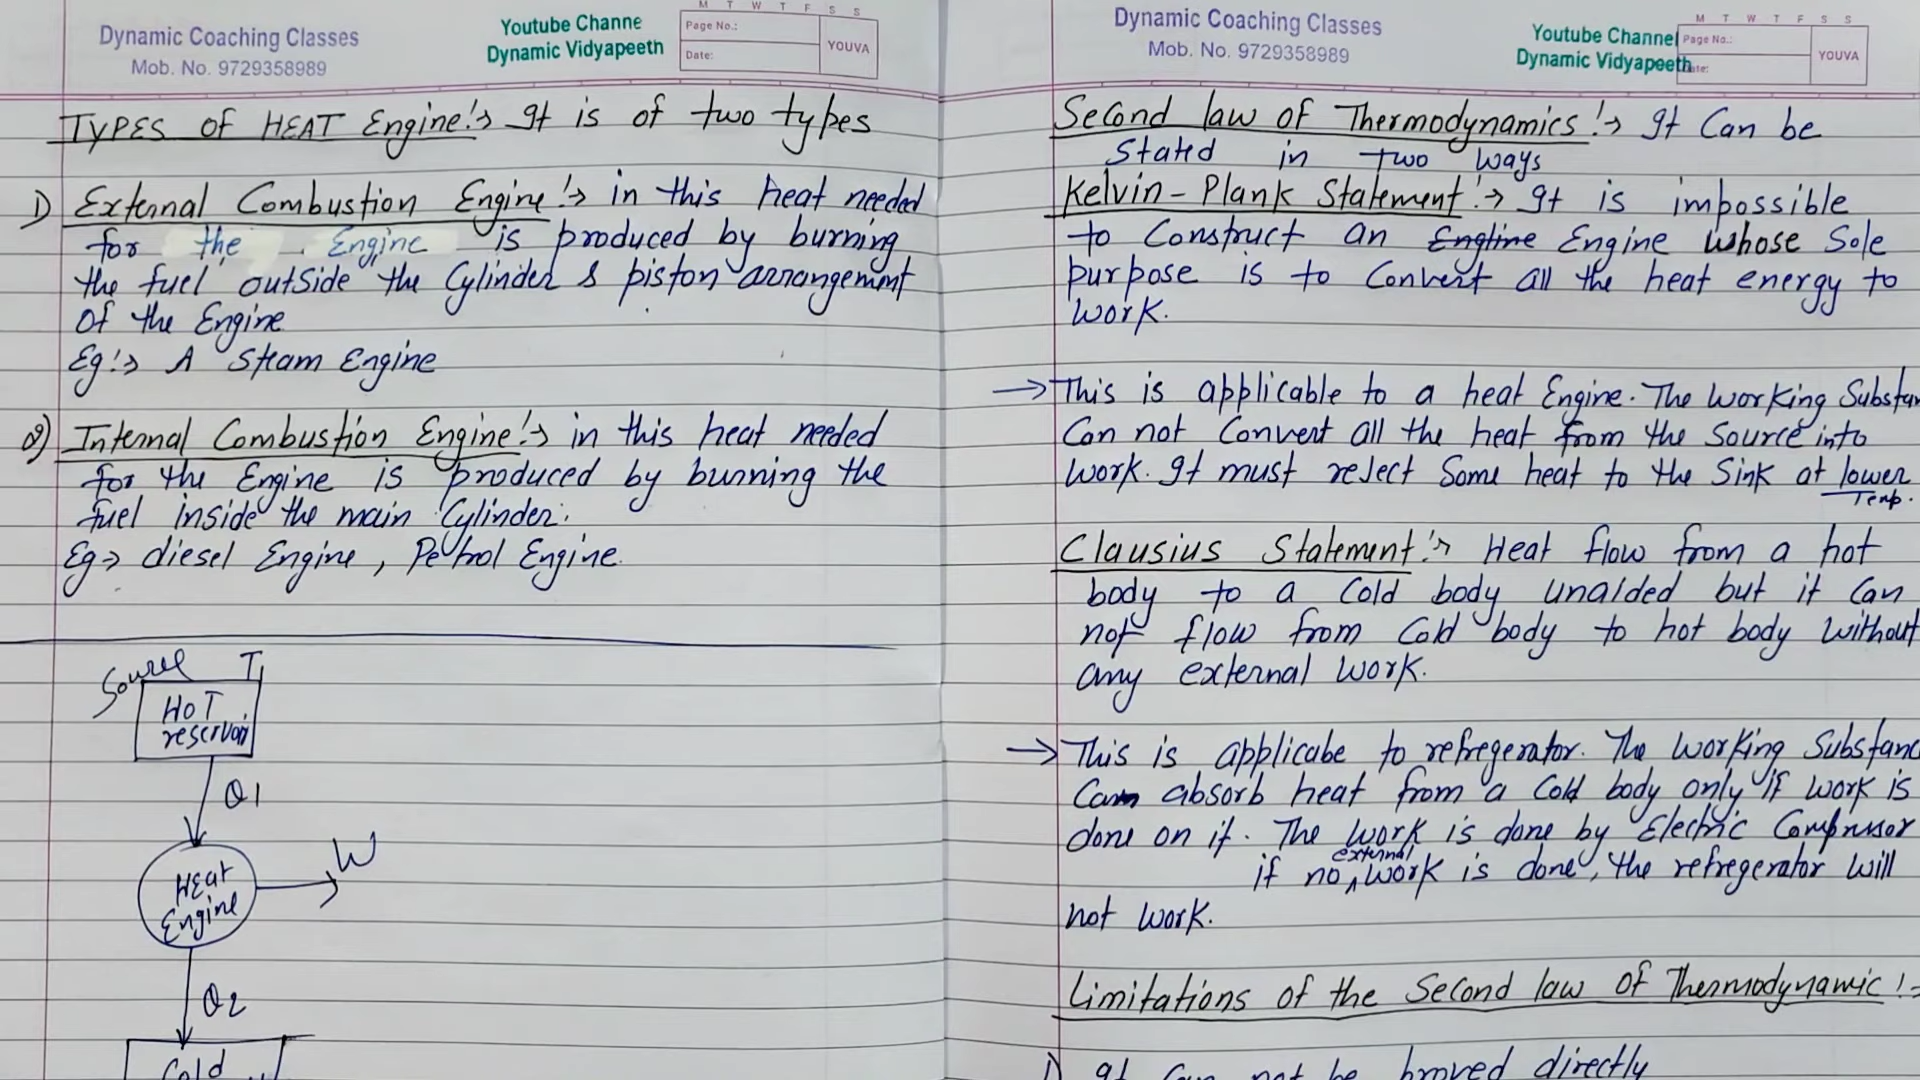 Dynamic Coaching Classes
Mob. No. 9729358989
Youtube Channe
Dynamic Vidyapeeth
M T W T F S S
Page No.:
Date:
YOUVA
TYPES OF HEAT Engine:→ It is of two types
1) External Combustion Engine:→ in this heat needed
for the Engine is produced by burning
the fuel outside the Cylinder & piston arrangement
Of the Engine
Eg:→ A Steam Engine
2) Internal Combustion Engine:→ in this heat needed
for the Engine is produced by burning the
fuel inside the main Cylinder.
Eg→ diesel Engine, Petrol Engine.
Source T1
HOT
reservoir
Q1
Heat
Engine
W
Q2
Cold
Dynamic Coaching Classes
Mob. No. 9729358989
Youtube Channel
Dynamic Vidyapeeth
M T W T F S S
Page No.:
ate:
YOUVA
Second law of Thermodynamics:→ It Can be
Stated in two ways
Kelvin-Plank Statement:→ It is impossible
to Construct an Engline Engine whose Sole
purpose is to Convert all the heat energy to
work.
→ This is applicable to a heat Engine. The working Substan
Can not Convert all the heat from the Source into
work. It must reject Some heat to the Sink at lower
Temp.
Clausius Statement:→ Heat flow from a hot
body to a Cold body unaided but it Can
not flow from Cold body to hot body without
any external work.
→ This is applicabe to refregerator. The working Substanc
Can absorb heat from a Cold body only if work is
done on it. The work is done by Electric Compressor
if no external work is done, the refregerator will
not work.
Limitations of the Second law of Thermodynamic:→
1) It Can not be proved directly